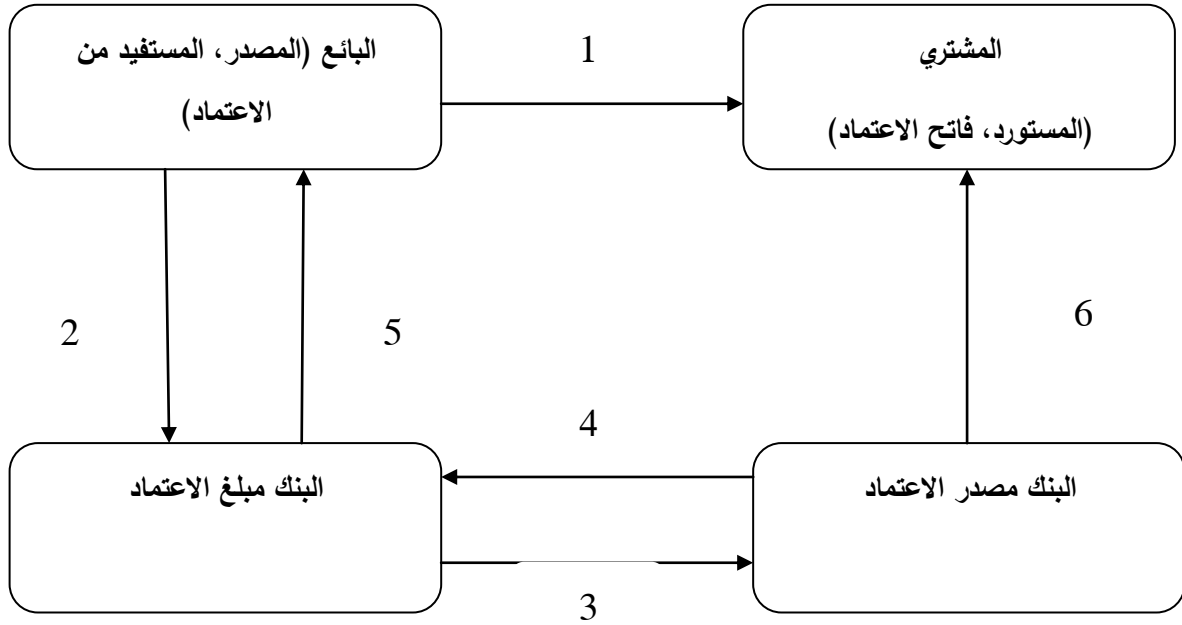 البائع (المصدر، المستفيد من
الاعتماد)
1
المشتري
(المستورد، فاتح الاعتماد)
2
5
6
4
البنك مبلغ الاعتماد
البنك مصدر الاعتماد
3